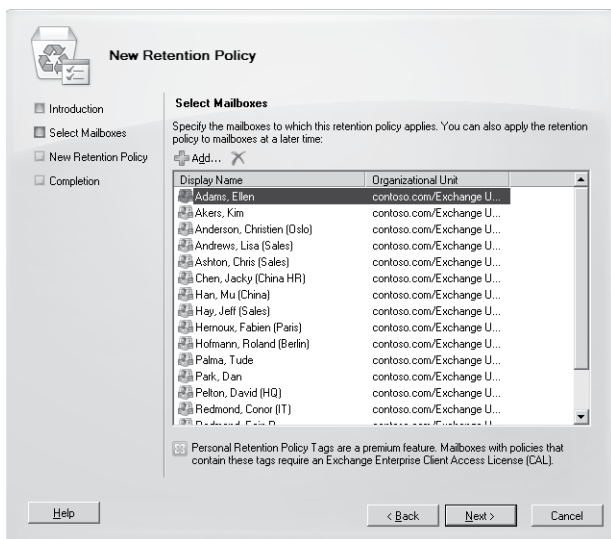 New Retention Policy
Introduction
Select Mailboxes
New Retention Policy
Completion
Select Mailboxes
Specify the mailboxes to which this retention policy applies. You can also apply the retention
policy to mailboxes at a later time:
Add...
Display Name Organizational Unit
Adams, Ellen contoso.com/Exchange U...
Akers, Kim contoso.com/Exchange U...
Anderson, Christien (Oslo) contoso.com/Exchange U...
Andrews, Lisa (Sales) contoso.com/Exchange U...
Ashton, Chris (Sales) contoso.com/Exchange U...
Chen, Jacky (China HR) contoso.com/Exchange U...
Han, Mu (China) contoso.com/Exchange U...
Hay, Jeff (Sales) contoso.com/Exchange U...
Hernoux, Fabien (Paris) contoso.com/Exchange U...
Hofmann, Roland (Berlin) contoso.com/Exchange U...
Palma, Tude contoso.com/Exchange U...
Park, Dan contoso.com/Exchange U...
Pelton, David (HQ) contoso.com/Exchange U...
Redmond, Conor (IT) contoso.com/Exchange U...
Personal Retention Policy Tags are a premium feature. Mailboxes with policies that
contain these tags require an Exchange Enterprise Client Access License (CAL).
Help
< Back
Next >
Cancel